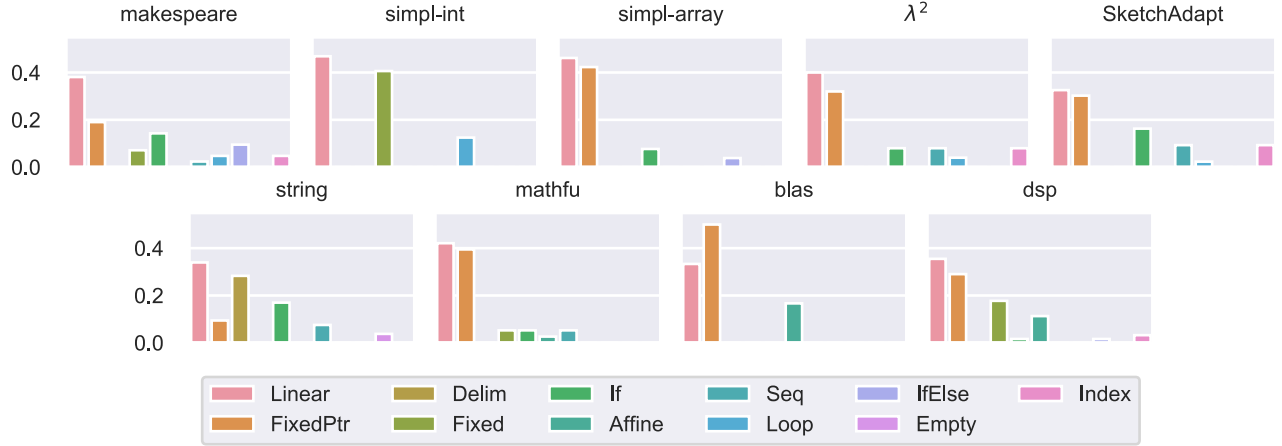 makespeare simpl-int simpl-array λ² SketchAdapt
0.4
0.2
0.0
string mathfu blas dsp
0.4
0.2
0.0
Linear Delim If Seq IfElse Index
FixedPtr Fixed Affine Loop Empty